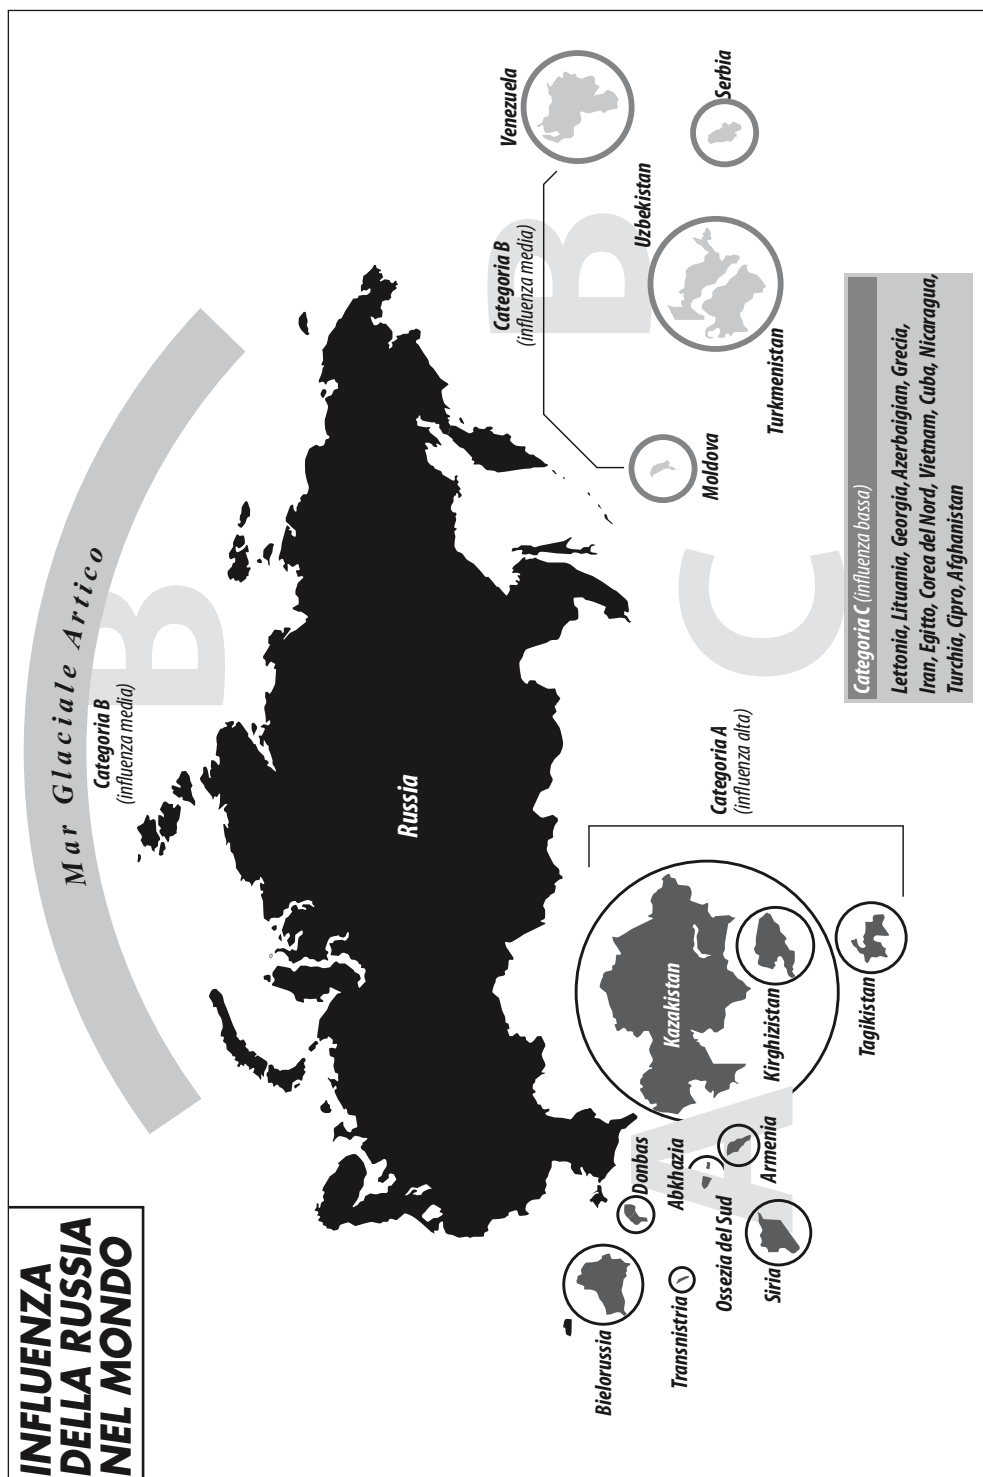 INFLUENZA
DELLA RUSSIA
NEL MONDO
Mar Glaciale Artico
B
Categoria B
(influenza media)
Russia
B
Categoria B
(influenza media)
Venezuela
Serbia
Uzbekistan
Turkmenistan
Moldova
A
Categoria A
(influenza alta)
Kazakistan
Kirghizistan
Tagikistan
Bielorussia
Donbas
Transnistria
Abkhazia
Ossezia del Sud
Armenia
Siria
C
Categoria C (influenza bassa)
Lettonia, Lituania, Georgia, Azerbaigian, Grecia,
Iran, Egitto, Corea del Nord, Vietnam, Cuba, Nicaragua,
Turchia, Cipro, Afghanistan